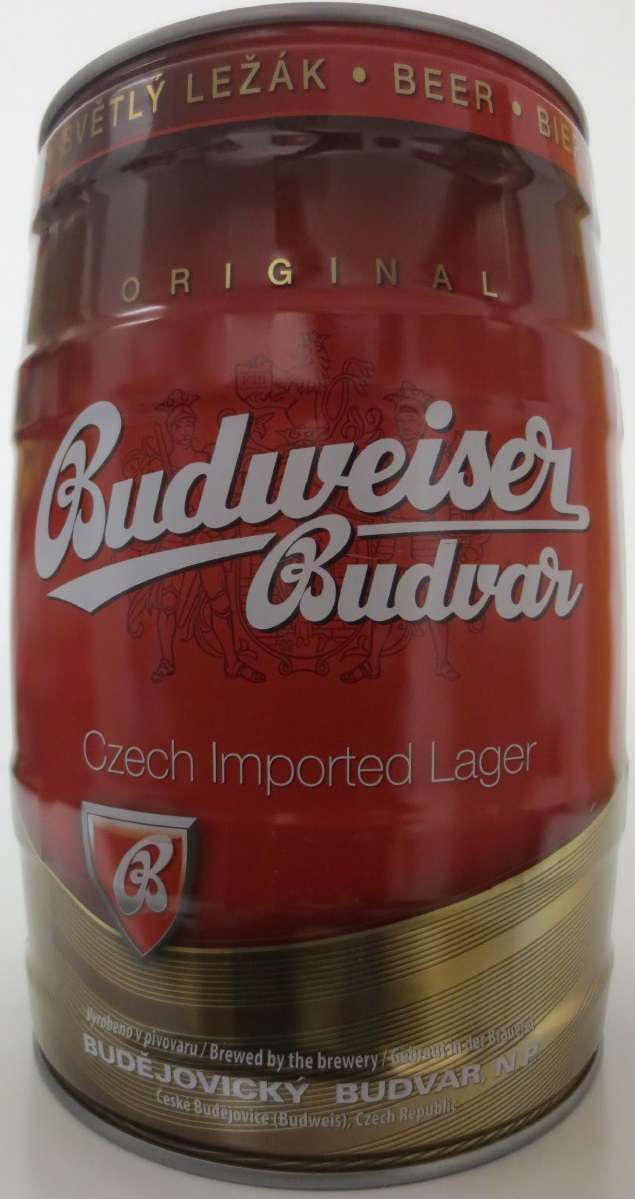 SVĚTLÝ LEŽÁK • BEER • BIER
ORIGINAL
Budweiser
Budvar
Czech Imported Lager
B
Vyrobeno v pivovaru / Brewed by the brewery / Gebraut in der Brauerei
BUDĚJOVICKÝ BUDVAR, N.P.
České Budějovice (Budweis), Czech Republic